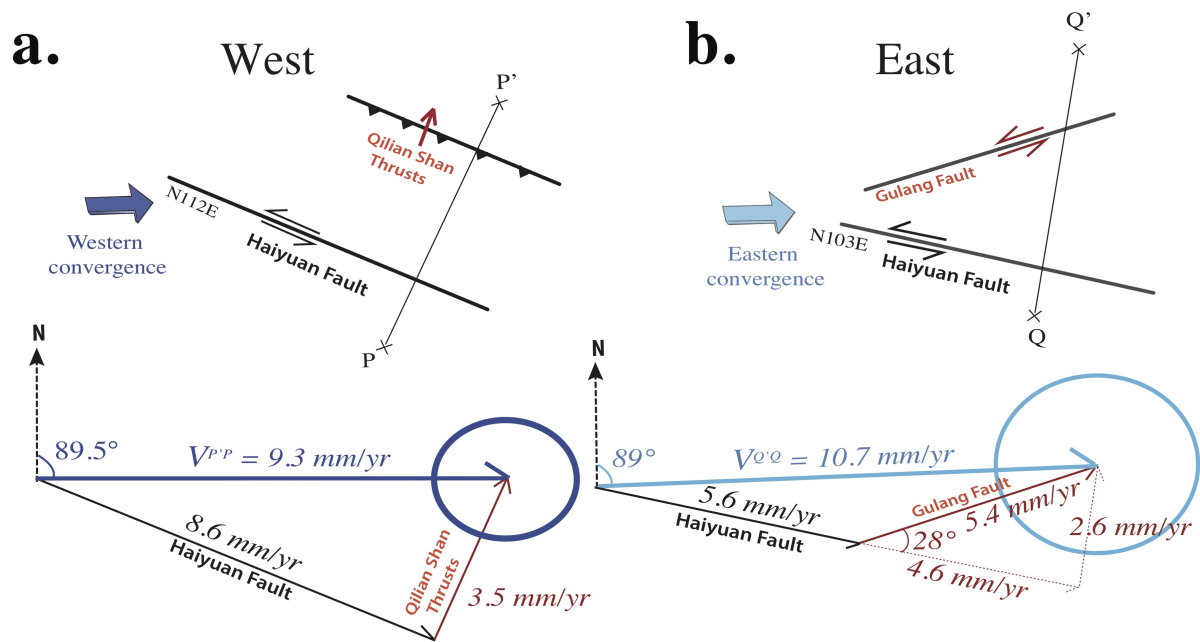 a.
West
P’
Qilian Shan
Thrusts
N112E
Haiyuan Fault
Western
convergence
P
b.
East
Q’
Gulang Fault
N103E
Haiyuan Fault
Eastern
convergence
Q
N
89.5°
VP’P = 9.3 mm/yr
8.6 mm/yr
Haiyuan Fault
Qilian Shan
Thrusts
3.5 mm/yr
N
89°
VQ’Q = 10.7 mm/yr
5.6 mm/yr
Haiyuan Fault
Gulang Fault
5.4 mm/yr
28°
2.6 mm/yr
4.6 mm/yr